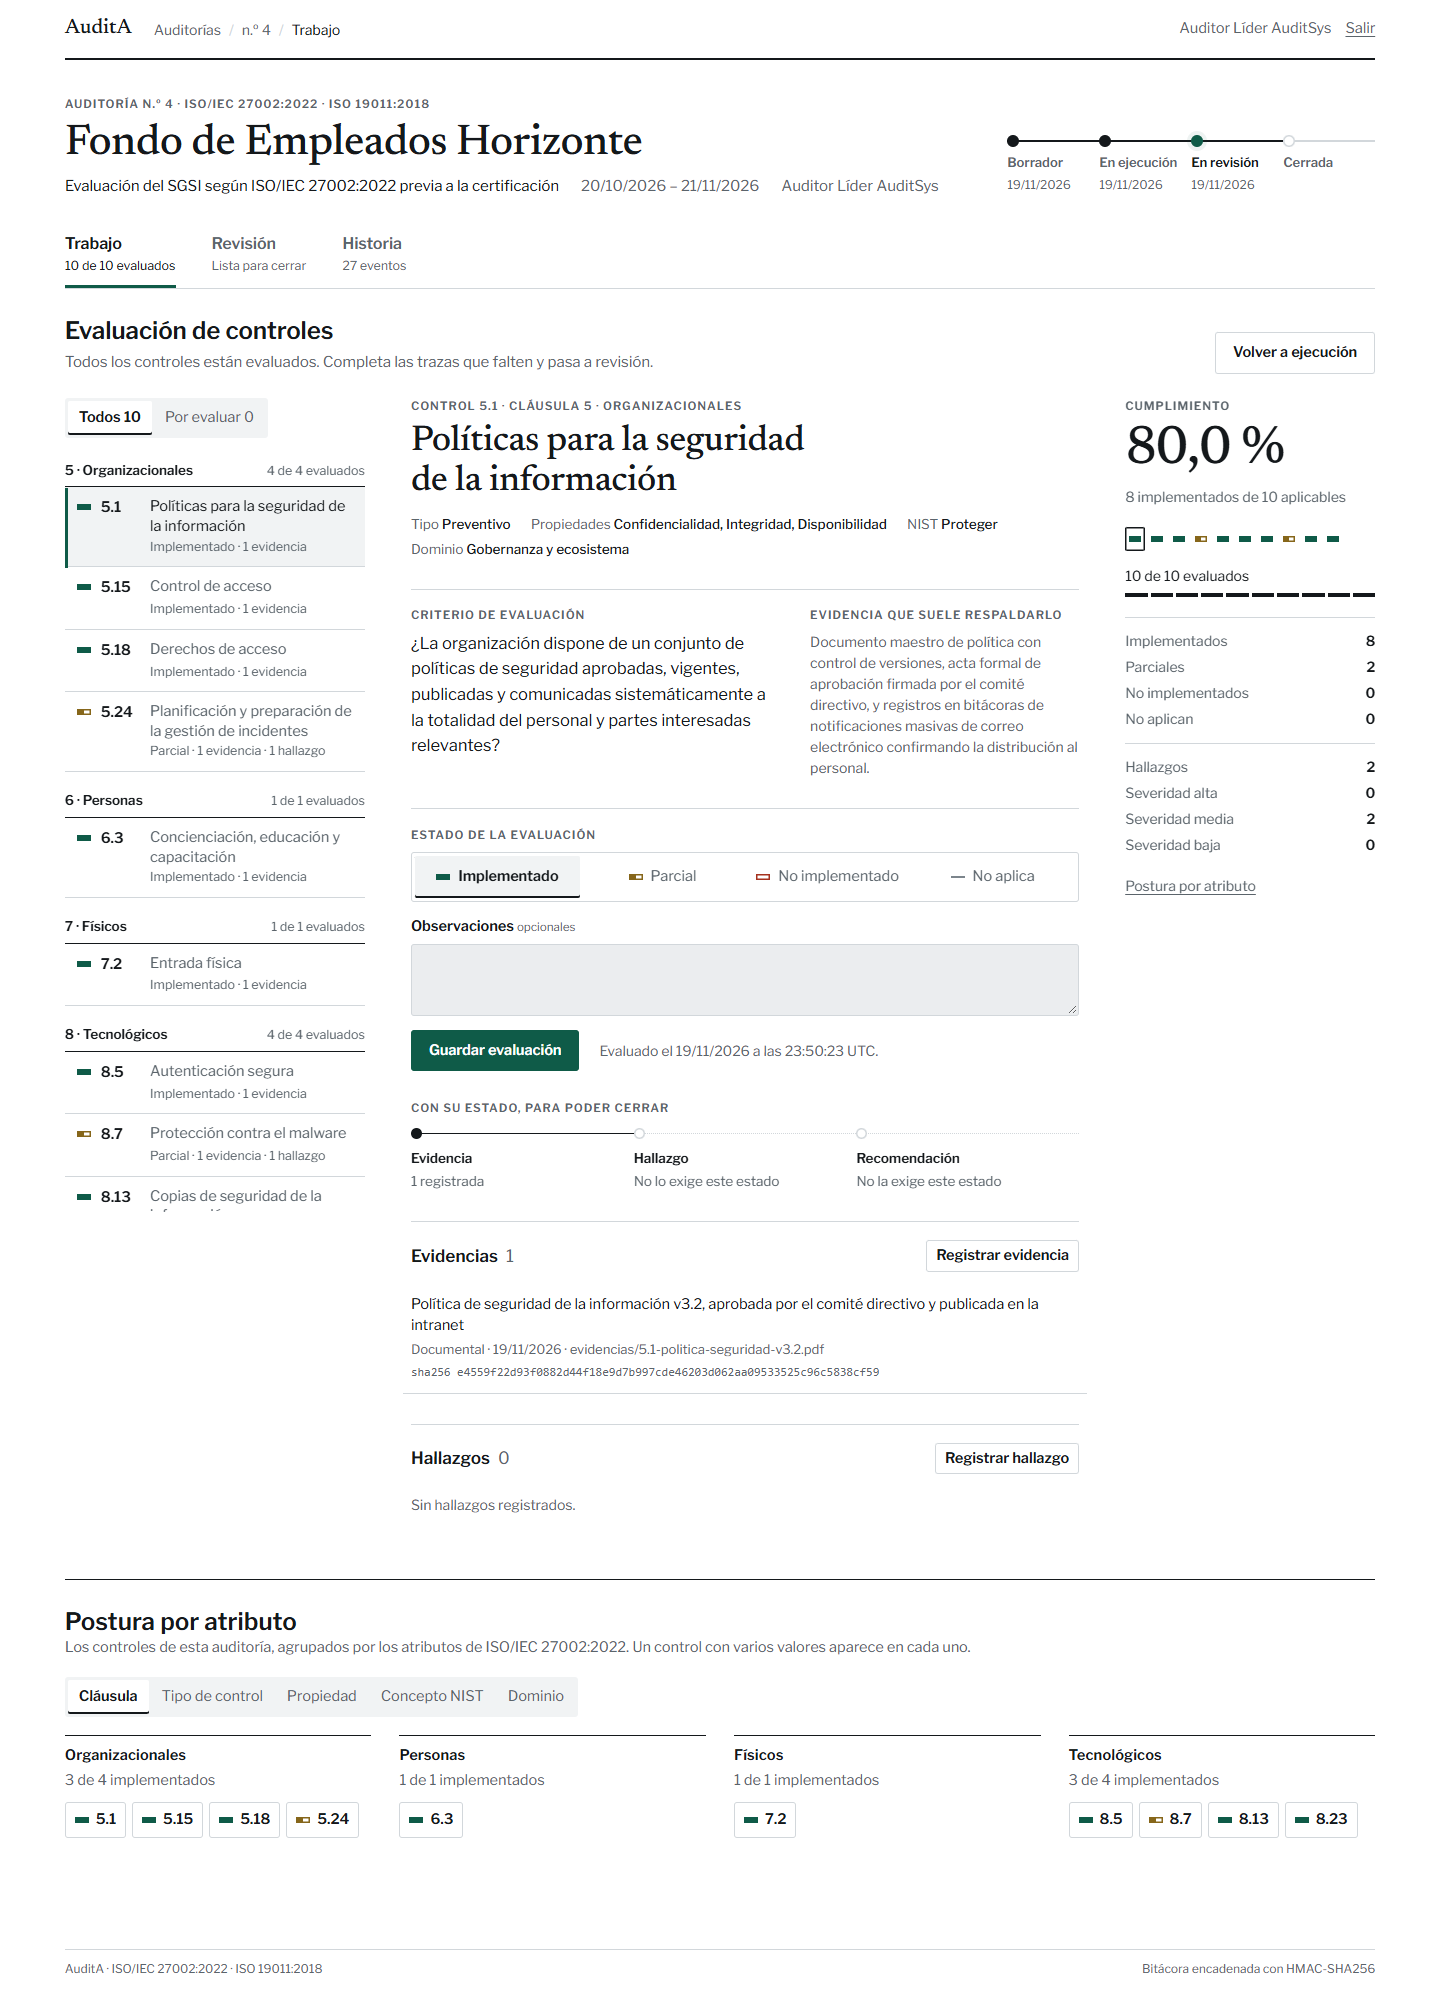 AuditA Auditorías / n.º 4 / Trabajo
Auditor Líder AuditSys Salir
AUDITORÍA N.º 4 · ISO/IEC 27002:2022 · ISO 19011:2018
Fondo de Empleados Horizonte
Evaluación del SGSI según ISO/IEC 27002:2022 previa a la certificación 20/10/2026 – 21/11/2026 Auditor Líder AuditSys
Borrador En ejecución En revisión Cerrada
19/11/2026 19/11/2026 19/11/2026
Trabajo Revisión Historia
10 de 10 evaluados Lista para cerrar 27 eventos
Evaluación de controles
Todos los controles están evaluados. Completa las trazas que falten y pasa a revisión.
Volver a ejecución
Todos 10 Por evaluar 0
5 · Organizacionales 4 de 4 evaluados
5.1 Políticas para la seguridad de
la información
Implementado · 1 evidencia
5.15 Control de acceso
Implementado · 1 evidencia
5.18 Derechos de acceso
Implementado · 1 evidencia
5.24 Planificación y preparación de
la gestión de incidentes
Parcial · 1 evidencia · 1 hallazgo
6 · Personas 1 de 1 evaluados
6.3 Concienciación, educación y
capacitación
Implementado · 1 evidencia
7 · Físicos 1 de 1 evaluados
7.2 Entrada física
Implementado · 1 evidencia
8 · Tecnológicos 4 de 4 evaluados
8.5 Autenticación segura
Implementado · 1 evidencia
8.7 Protección contra el malware
Parcial · 1 evidencia · 1 hallazgo
8.13 Copias de seguridad de la
CONTROL 5.1 · CLÁUSULA 5 · ORGANIZACIONALES
Políticas para la seguridad
de la información
Tipo Preventivo Propiedades Confidencialidad, Integridad, Disponibilidad NIST Proteger
Dominio Gobernanza y ecosistema
CRITERIO DE EVALUACIÓN
¿La organización dispone de un conjunto de
políticas de seguridad aprobadas, vigentes,
publicadas y comunicadas sistemáticamente a
la totalidad del personal y partes interesadas
relevantes?
EVIDENCIA QUE SUELE RESPALDARLO
Documento maestro de política con
control de versiones, acta formal de
aprobación firmada por el comité
directivo, y registros en bitácoras de
notificaciones masivas de correo
electrónico confirmando la distribución al
personal.
ESTADO DE LA EVALUACIÓN
Implementado Parcial No implementado No aplica
Observaciones opcionales
Guardar evaluación Evaluado el 19/11/2026 a las 23:50:23 UTC.
CON SU ESTADO, PARA PODER CERRAR
Evidencia Hallazgo Recomendación
1 registrada No lo exige este estado No la exige este estado
Evidencias 1 Registrar evidencia
Política de seguridad de la información v3.2, aprobada por el comité directivo y publicada en la
intranet
Documental · 19/11/2026 · evidencias/5.1-politica-seguridad-v3.2.pdf
sha256 e4559f22d93f0882d44f18e9d7b997cde46203d062aa09533525c96c5838cf59
Hallazgos 0 Registrar hallazgo
Sin hallazgos registrados.
CUMPLIMIENTO
80,0 %
8 implementados de 10 aplicables
10 de 10 evaluados
Implementados 8
Parciales 2
No implementados 0
No aplican 0
Hallazgos 2
Severidad alta 0
Severidad media 2
Severidad baja 0
Postura por atributo
Postura por atributo
Los controles de esta auditoría, agrupados por los atributos de ISO/IEC 27002:2022. Un control con varios valores aparece en cada uno.
Cláusula Tipo de control Propiedad Concepto NIST Dominio
Organizacionales Personas Físicos Tecnológicos
3 de 4 implementados 1 de 1 implementados 1 de 1 implementados 3 de 4 implementados
5.1 5.15 5.18 5.24 6.3 7.2 8.5 8.7 8.13 8.23
AuditA · ISO/IEC 27002:2022 · ISO 19011:2018
Bitácora encadenada con HMAC-SHA256